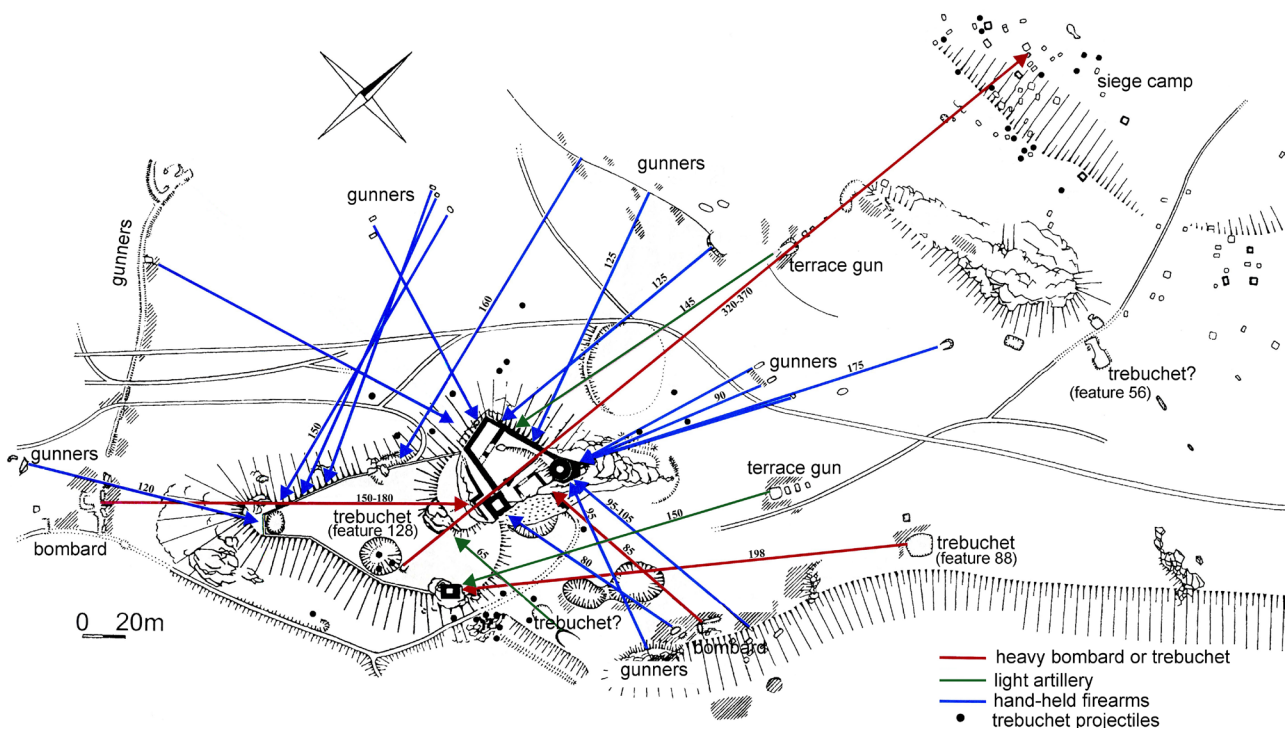 siege camp
gunners
gunners
gunners
125
terrace gun
125
160
145
320-370
gunners
175
90
trebuchet?
(feature 56)
150
gunners
120
150-180
terrace gun
trebuchet
(feature 128)
95
95-105
150
bombard
65
80
85
198
trebuchet
(feature 88)
0 20m
trebuchet?
bombard
gunners
heavy bombard or trebuchet
light artillery
hand-held firearms
trebuchet projectiles